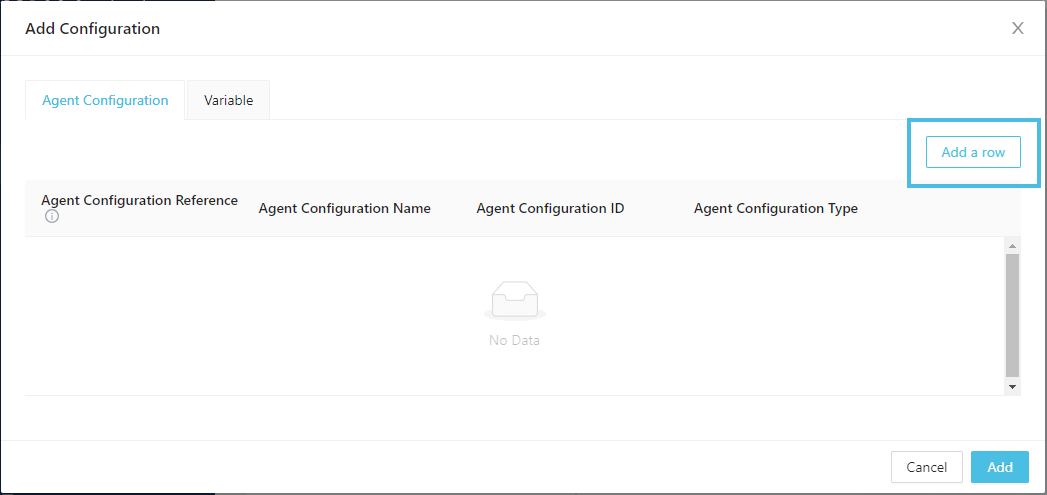 Add Configuration
X
Agent Configuration
Variable
Add a row
Agent Configuration Reference
Agent Configuration Name
Agent Configuration ID
Agent Configuration Type
No Data
Cancel
Add